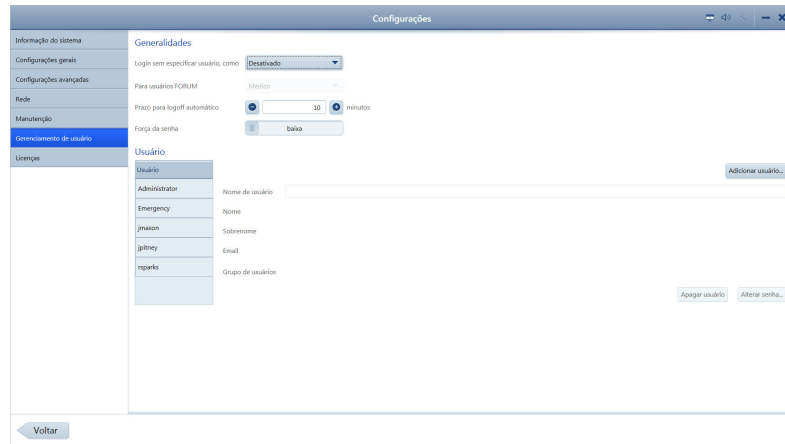 Configurações
Informação do sistema
Configurações gerais
Configurações avançadas
Rede
Manutenção
Gerenciamento de usuário
Licenças
Generalidades
Login sem especificar usuário, como Desativado
Para usuários FORUM Médico
Prazo para logoff automático 10 minutos
Força da senha baixa
Usuário
Usuário
Administrator
Emergency
jmason
jpitney
rsparks
Adicionar usuário...
Nome de usuário
Nome
Sobrenome
Email
Grupo de usuários
Apagar usuário Alterar senha...
Voltar